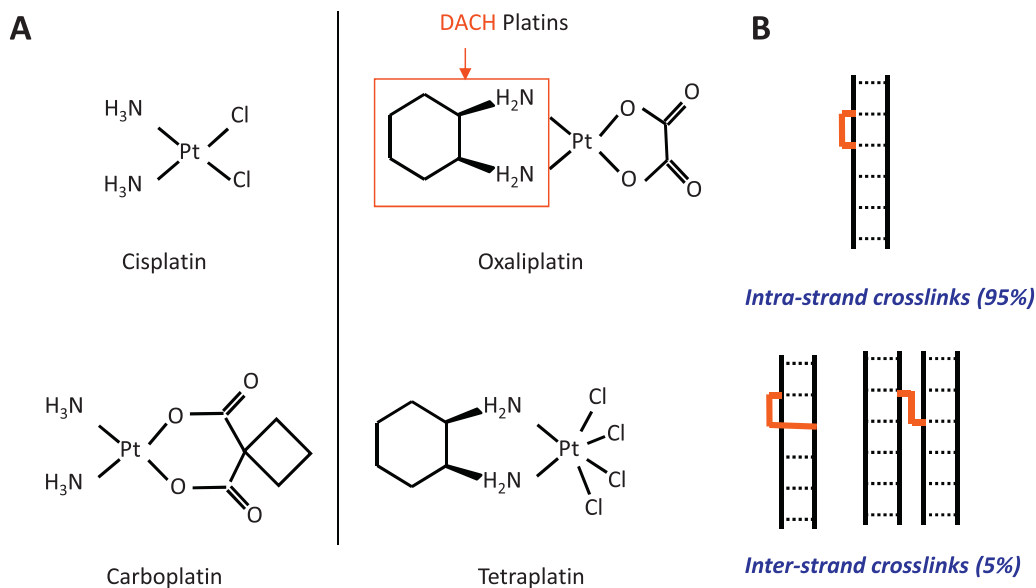 A
DACH Platins
B
H₃N
Cl
Pt
H₃N
Cl
Cisplatin
H₂N
O
O
Pt
H₂N
O
O
Oxaliplatin
Intra-strand crosslinks (95%)
H₃N
O
O
Pt
H₃N
O
O
Carboplatin
H₂N
Cl
Cl
Pt
H₂N
Cl
Cl
Tetraplatin
Inter-strand crosslinks (5%)